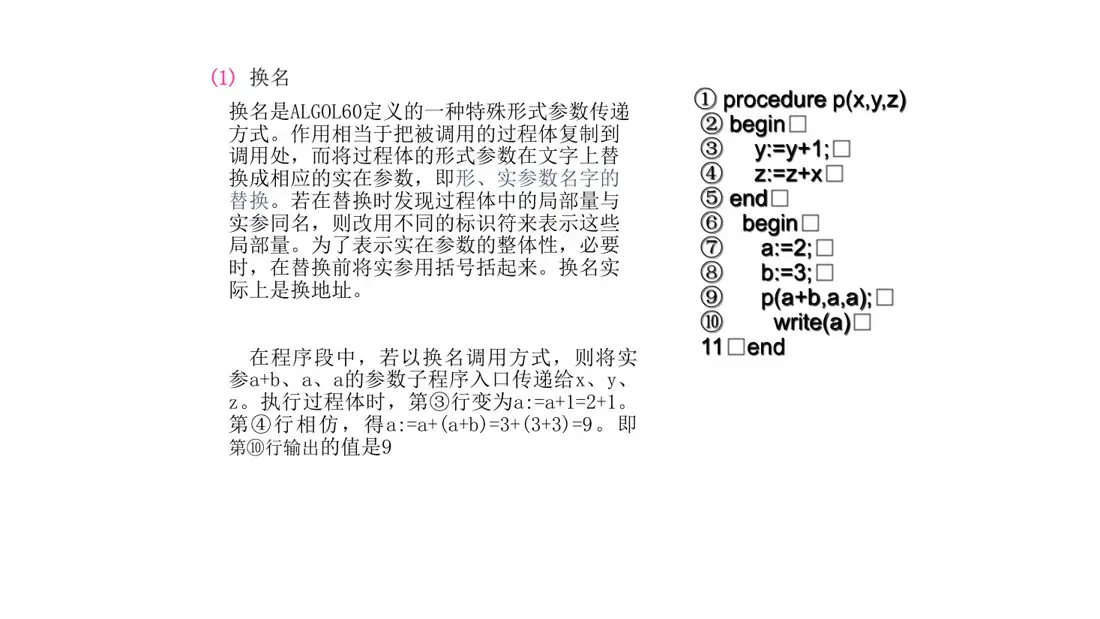 (1) 换名
换名是ALGOL60定义的一种特殊形式参数传递
方式。作用相当于把被调用的过程体复制到
调用处，而将过程体的形式参数在文字上替
换成相应的实在参数，即形、实参数名字的
替换。若在替换时发现过程体中的局部量与
实参同名，则改用不同的标识符来表示这些
局部量。为了表示实在参数的整体性，必要
时，在替换前将实参用括号括起来。换名实
际上是换地址。
在程序段中，若以换名调用方式，则将实
参a+b、a、a的参数子程序入口传递给x、y、
z。执行过程体时，第③行变为a:=a+1=2+1。
第④行相仿，得a:=a+(a+b)=3+(3+3)=9。即
第⑩行输出的值是9
① procedure p(x,y,z)
② begin□
③ y:=y+1;□
④ z:=z+x□
⑤ end□
⑥ begin□
⑦ a:=2;□
⑧ b:=3;□
⑨ p(a+b,a,a);□
⑩ write(a)□
11□end